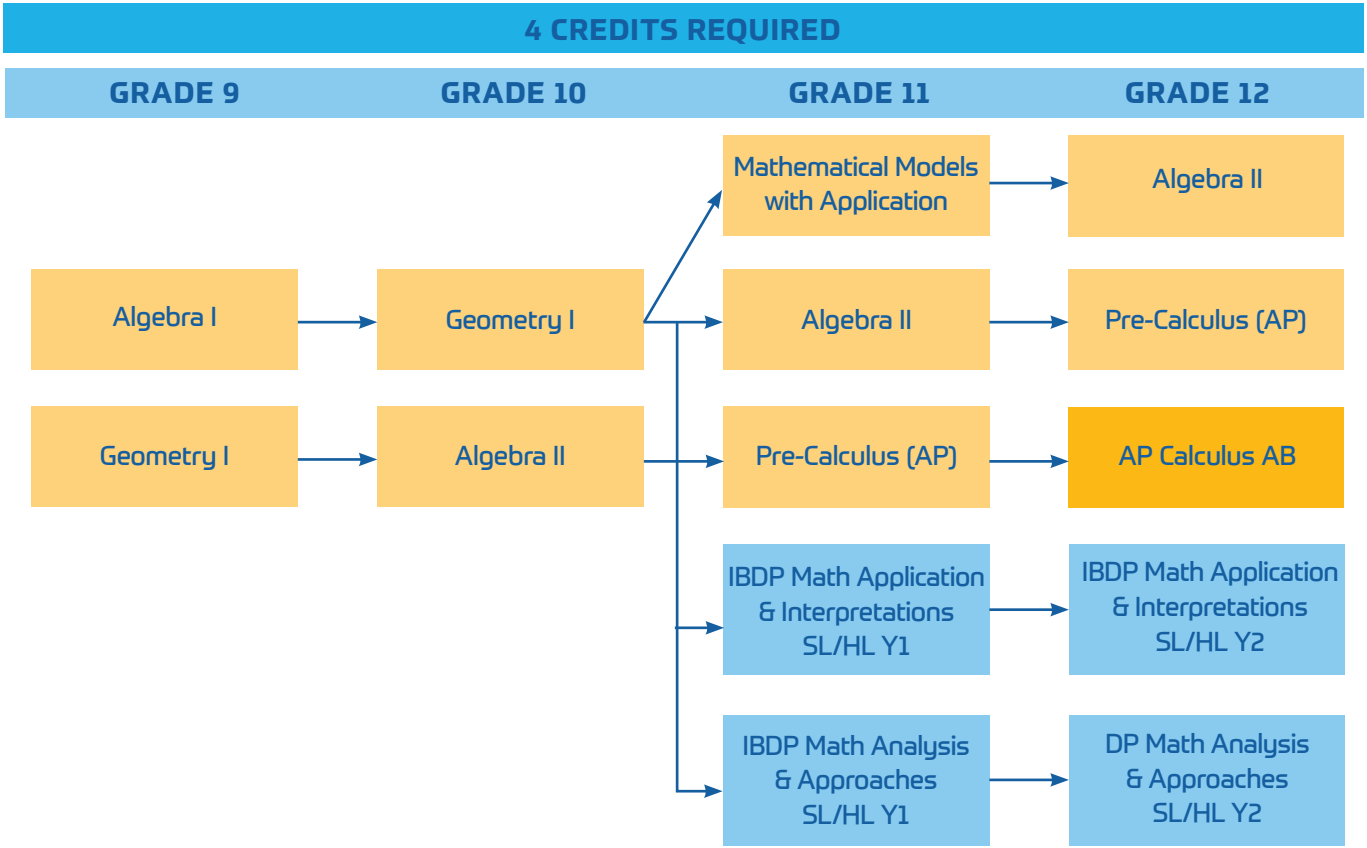 4 CREDITS REQUIRED
GRADE 9
GRADE 10
GRADE 11
GRADE 12
Mathematical Models
with Application
Algebra II
Algebra I
Geometry I
Algebra II
Pre-Calculus (AP)
Geometry I
Algebra II
Pre-Calculus (AP)
AP Calculus AB
IBDP Math Application
& Interpretations
SL/HL Y1
IBDP Math Application
& Interpretations
SL/HL Y2
IBDP Math Analysis
& Approaches
SL/HL Y1
DP Math Analysis
& Approaches
SL/HL Y2